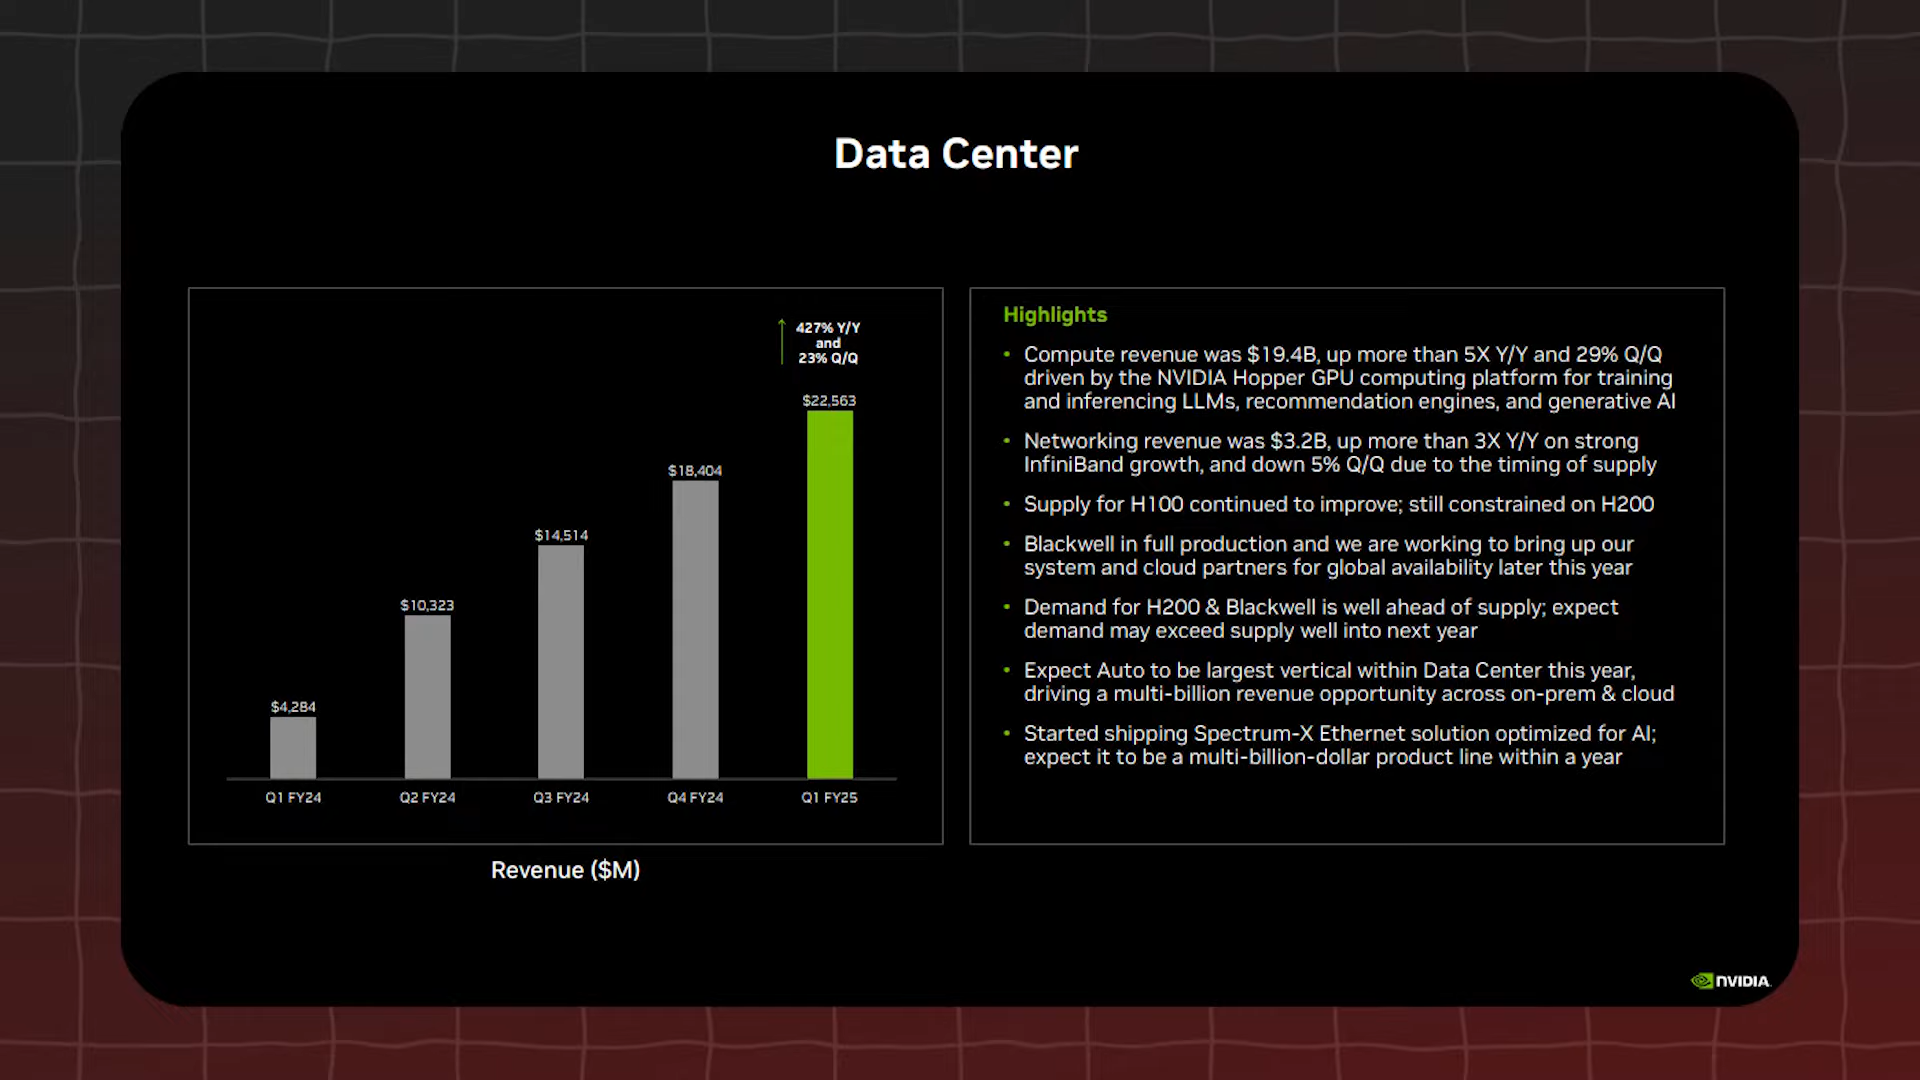 Data Center
427% Y/Y
and
23% Q/Q
$22,563
$18,404
$14,514
$10,323
$4,284
Q1 FY24
Q2 FY24
Q3 FY24
Q4 FY24
Q1 FY25
Revenue ($M)
Highlights
• Compute revenue was $19.4B, up more than 5X Y/Y and 29% Q/Q
driven by the NVIDIA Hopper GPU computing platform for training
and inferencing LLMs, recommendation engines, and generative AI
• Networking revenue was $3.2B, up more than 3X Y/Y on strong
InfiniBand growth, and down 5% Q/Q due to the timing of supply
• Supply for H100 continued to improve; still constrained on H200
• Blackwell in full production and we are working to bring up our
system and cloud partners for global availability later this year
• Demand for H200 & Blackwell is well ahead of supply; expect
demand may exceed supply well into next year
• Expect Auto to be largest vertical within Data Center this year,
driving a multi-billion revenue opportunity across on-prem & cloud
• Started shipping Spectrum-X Ethernet solution optimized for AI;
expect it to be a multi-billion-dollar product line within a year
NVIDIA